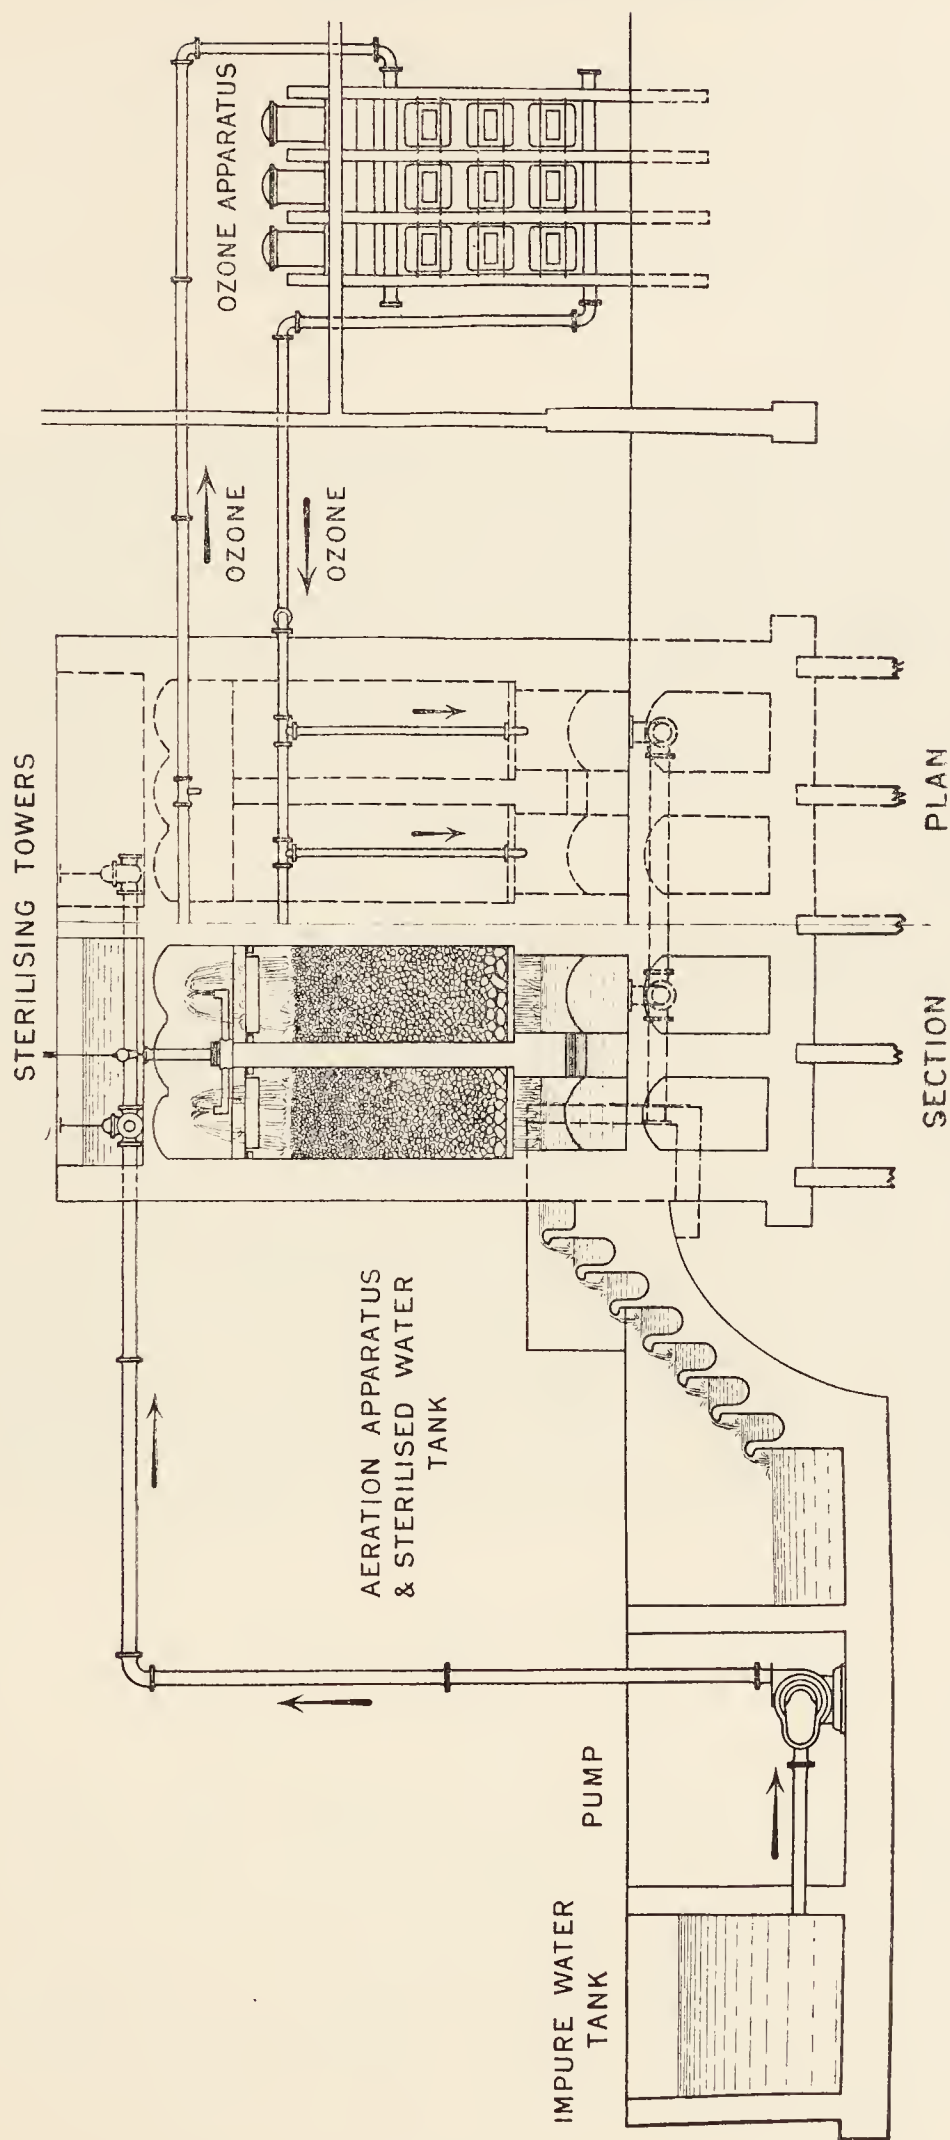 STERILISING TOWERS
OZONE APPARATUS
OZONE
OZONE
AERATION APPARATUS
& STERILISED WATER
TANK
IMPURE WATER
TANK
PUMP
SECTION
PLAN